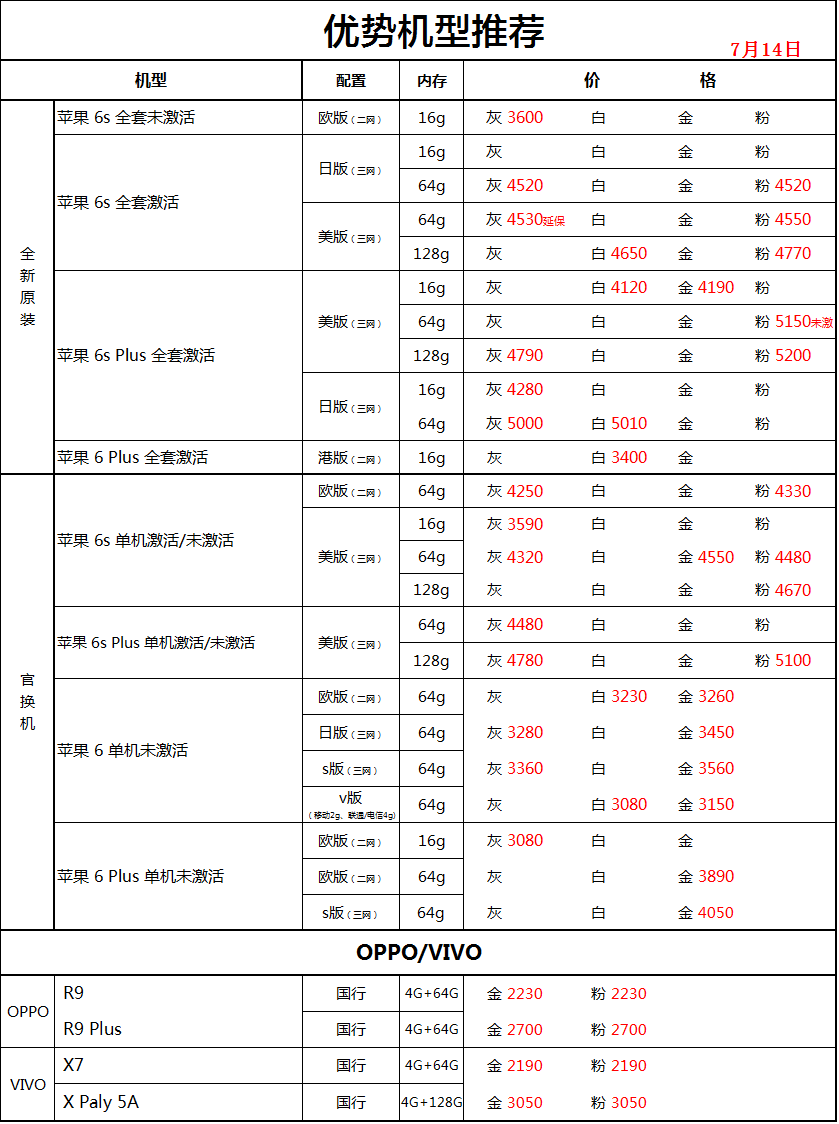 优势机型推荐
7月14日
机型 配置 内存 价 格
全新原装
苹果 6s 全套未激活 欧版（二网） 16g 灰 3600 白 金 粉
苹果 6s 全套激活 日版（三网） 16g 灰 白 金 粉
64g 灰 4520 白 金 粉 4520
美版（三网） 64g 灰 4530延保 白 金 粉 4550
128g 灰 白 4650 金 粉 4770
苹果 6s Plus 全套激活 美版（三网） 16g 灰 白 4120 金 4190 粉
64g 灰 白 金 粉 5150未激
128g 灰 4790 白 金 粉 5200
日版（三网） 16g 灰 4280 白 金 粉
64g 灰 5000 白 5010 金 粉
苹果 6 Plus 全套激活 港版（二网） 16g 灰 白 3400 金
官换机
苹果 6s 单机激活/未激活 欧版（二网） 64g 灰 4250 白 金 粉 4330
美版（三网） 16g 灰 3590 白 金 粉
64g 灰 4320 白 金 4550 粉 4480
128g 灰 白 金 粉 4670
苹果 6s Plus 单机激活/未激活 美版（三网） 64g 灰 4480 白 金 粉
128g 灰 4780 白 金 粉 5100
苹果 6 单机未激活 欧版（二网） 64g 灰 白 3230 金 3260
日版（三网） 64g 灰 3280 白 金 3450
s版（三网） 64g 灰 3360 白 金 3560
v版（移动2g、联通/电信4g） 64g 灰 白 3080 金 3150
苹果 6 Plus 单机未激活 欧版（二网） 16g 灰 3080 白 金
欧版（二网） 64g 灰 白 金 3890
s版（三网） 64g 灰 白 金 4050
OPPO/VIVO
OPPO R9 国行 4G+64G 金 2230 粉 2230
R9 Plus 国行 4G+64G 金 2700 粉 2700
VIVO X7 国行 4G+64G 金 2190 粉 2190
X Paly 5A 国行 4G+128G 金 3050 粉 3050